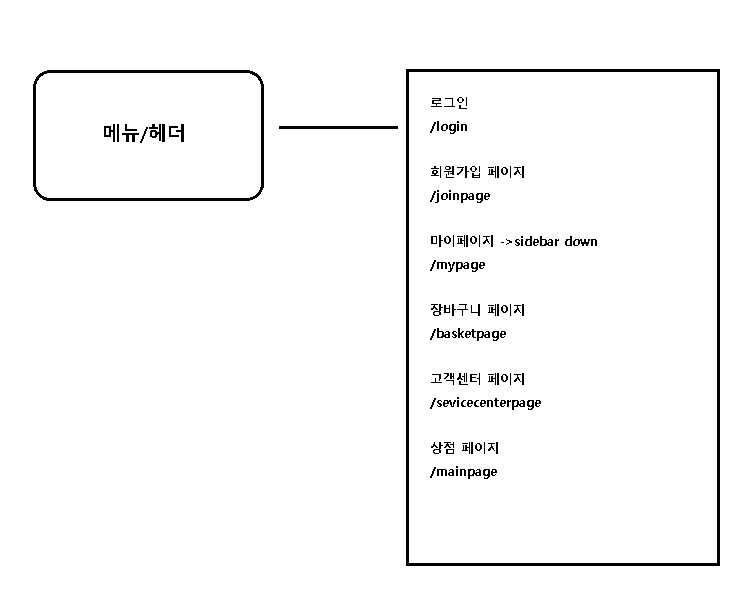 메뉴/헤더
로그인
/login
회원가입 페이지
/joinpage
마이페이지 ->sidebar down
/mypage
장바구니 페이지
/basketpage
고객센터 페이지
/sevicecenterpage
상점 페이지
/mainpage